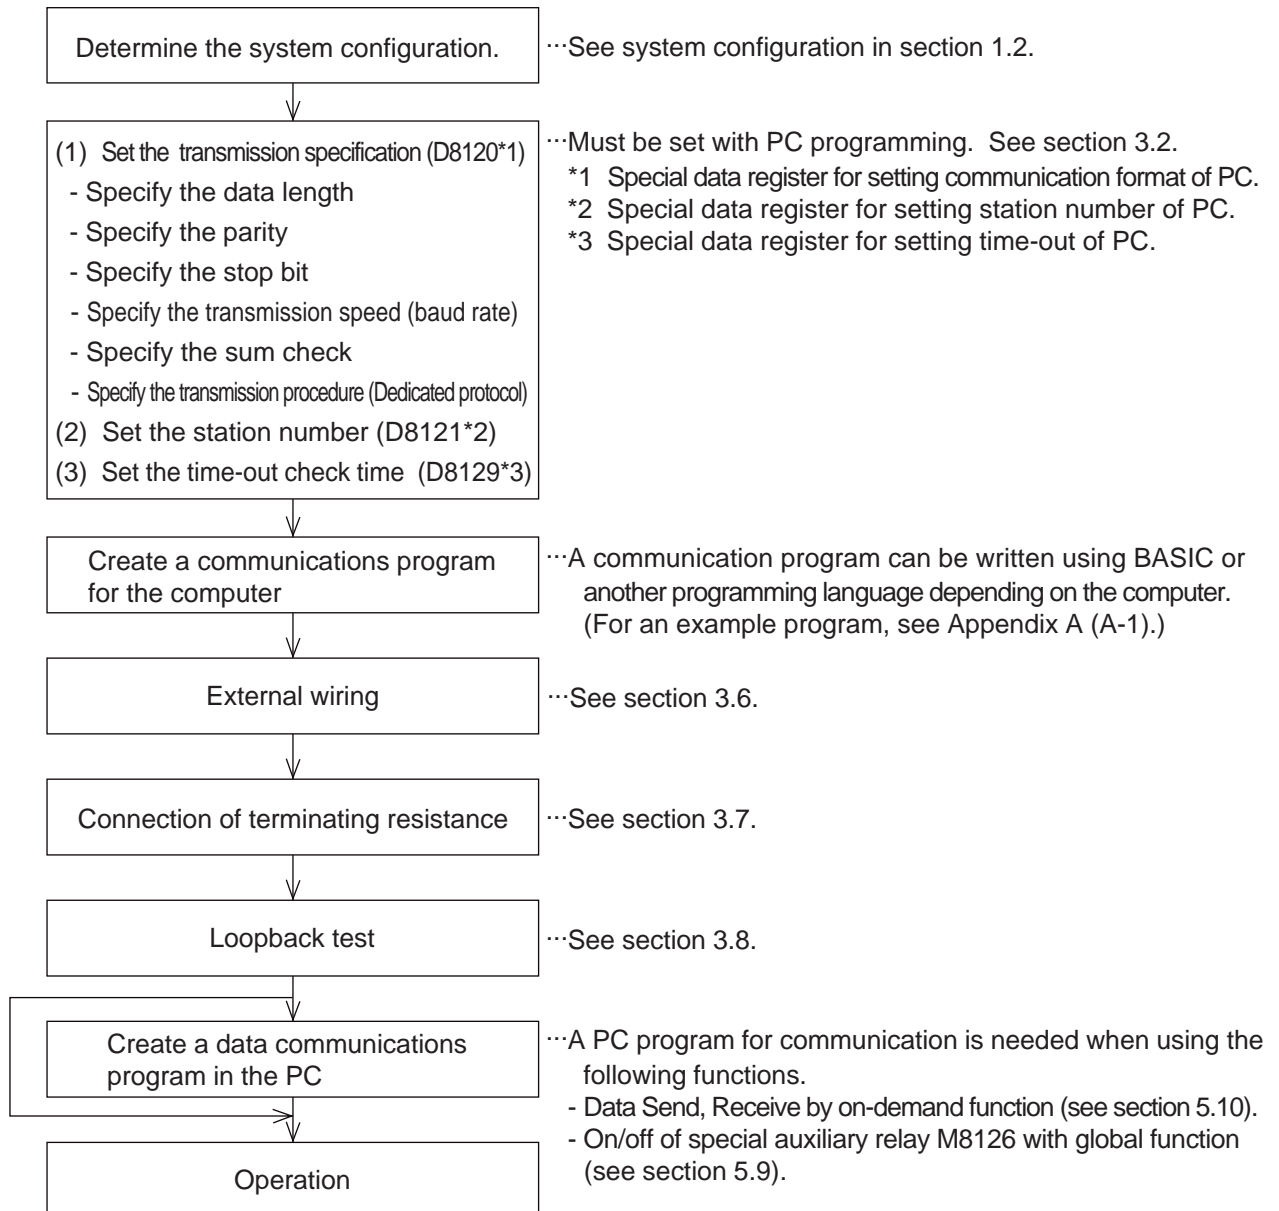 Determine the system configuration.
···See system configuration in section 1.2.
(1) Set the transmission specification (D8120*1)
- Specify the data length
- Specify the parity
- Specify the stop bit
- Specify the transmission speed (baud rate)
- Specify the sum check
- Specify the transmission procedure (Dedicated protocol)
(2) Set the station number (D8121*2)
(3) Set the time-out check time (D8129*3)
···Must be set with PC programming. See section 3.2.
*1 Special data register for setting communication format of PC.
*2 Special data register for setting station number of PC.
*3 Special data register for setting time-out of PC.
Create a communications program
for the computer
···A communication program can be written using BASIC or
another programming language depending on the computer.
(For an example program, see Appendix A (A-1).)
External wiring
···See section 3.6.
Connection of terminating resistance
···See section 3.7.
Loopback test
···See section 3.8.
Create a data communications
program in the PC
···A PC program for communication is needed when using the
following functions.
- Data Send, Receive by on-demand function (see section 5.10).
- On/off of special auxiliary relay M8126 with global function
(see section 5.9).
Operation